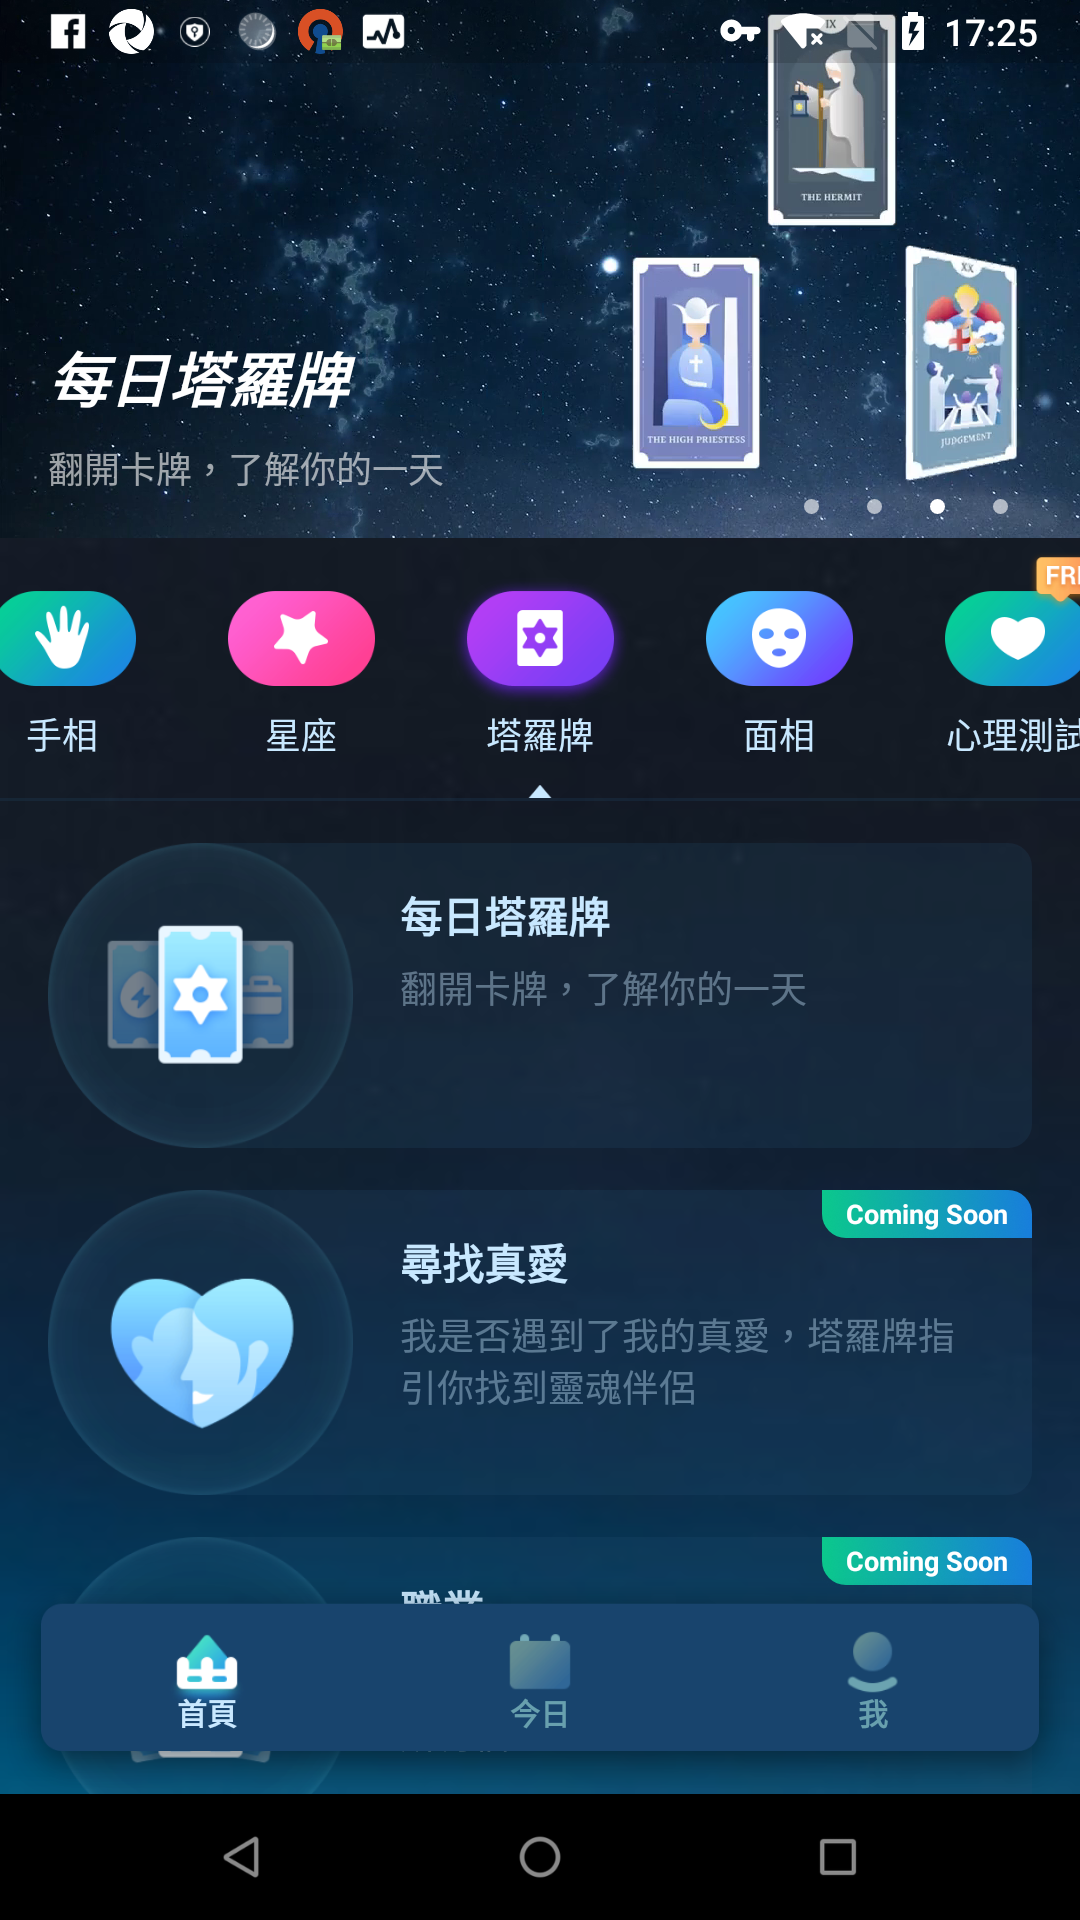 17:25
IX
THE HERMIT
II
THE HIGH PRIESTESS
XX
JUDGEMENT
每日塔羅牌
翻開卡牌，了解你的一天
手相
星座
塔羅牌
面相
心理測試
每日塔羅牌
翻開卡牌，了解你的一天
Coming Soon
尋找真愛
我是否遇到了我的真愛，塔羅牌指
引你找到靈魂伴侶
Coming Soon
職業
首頁
今日
我